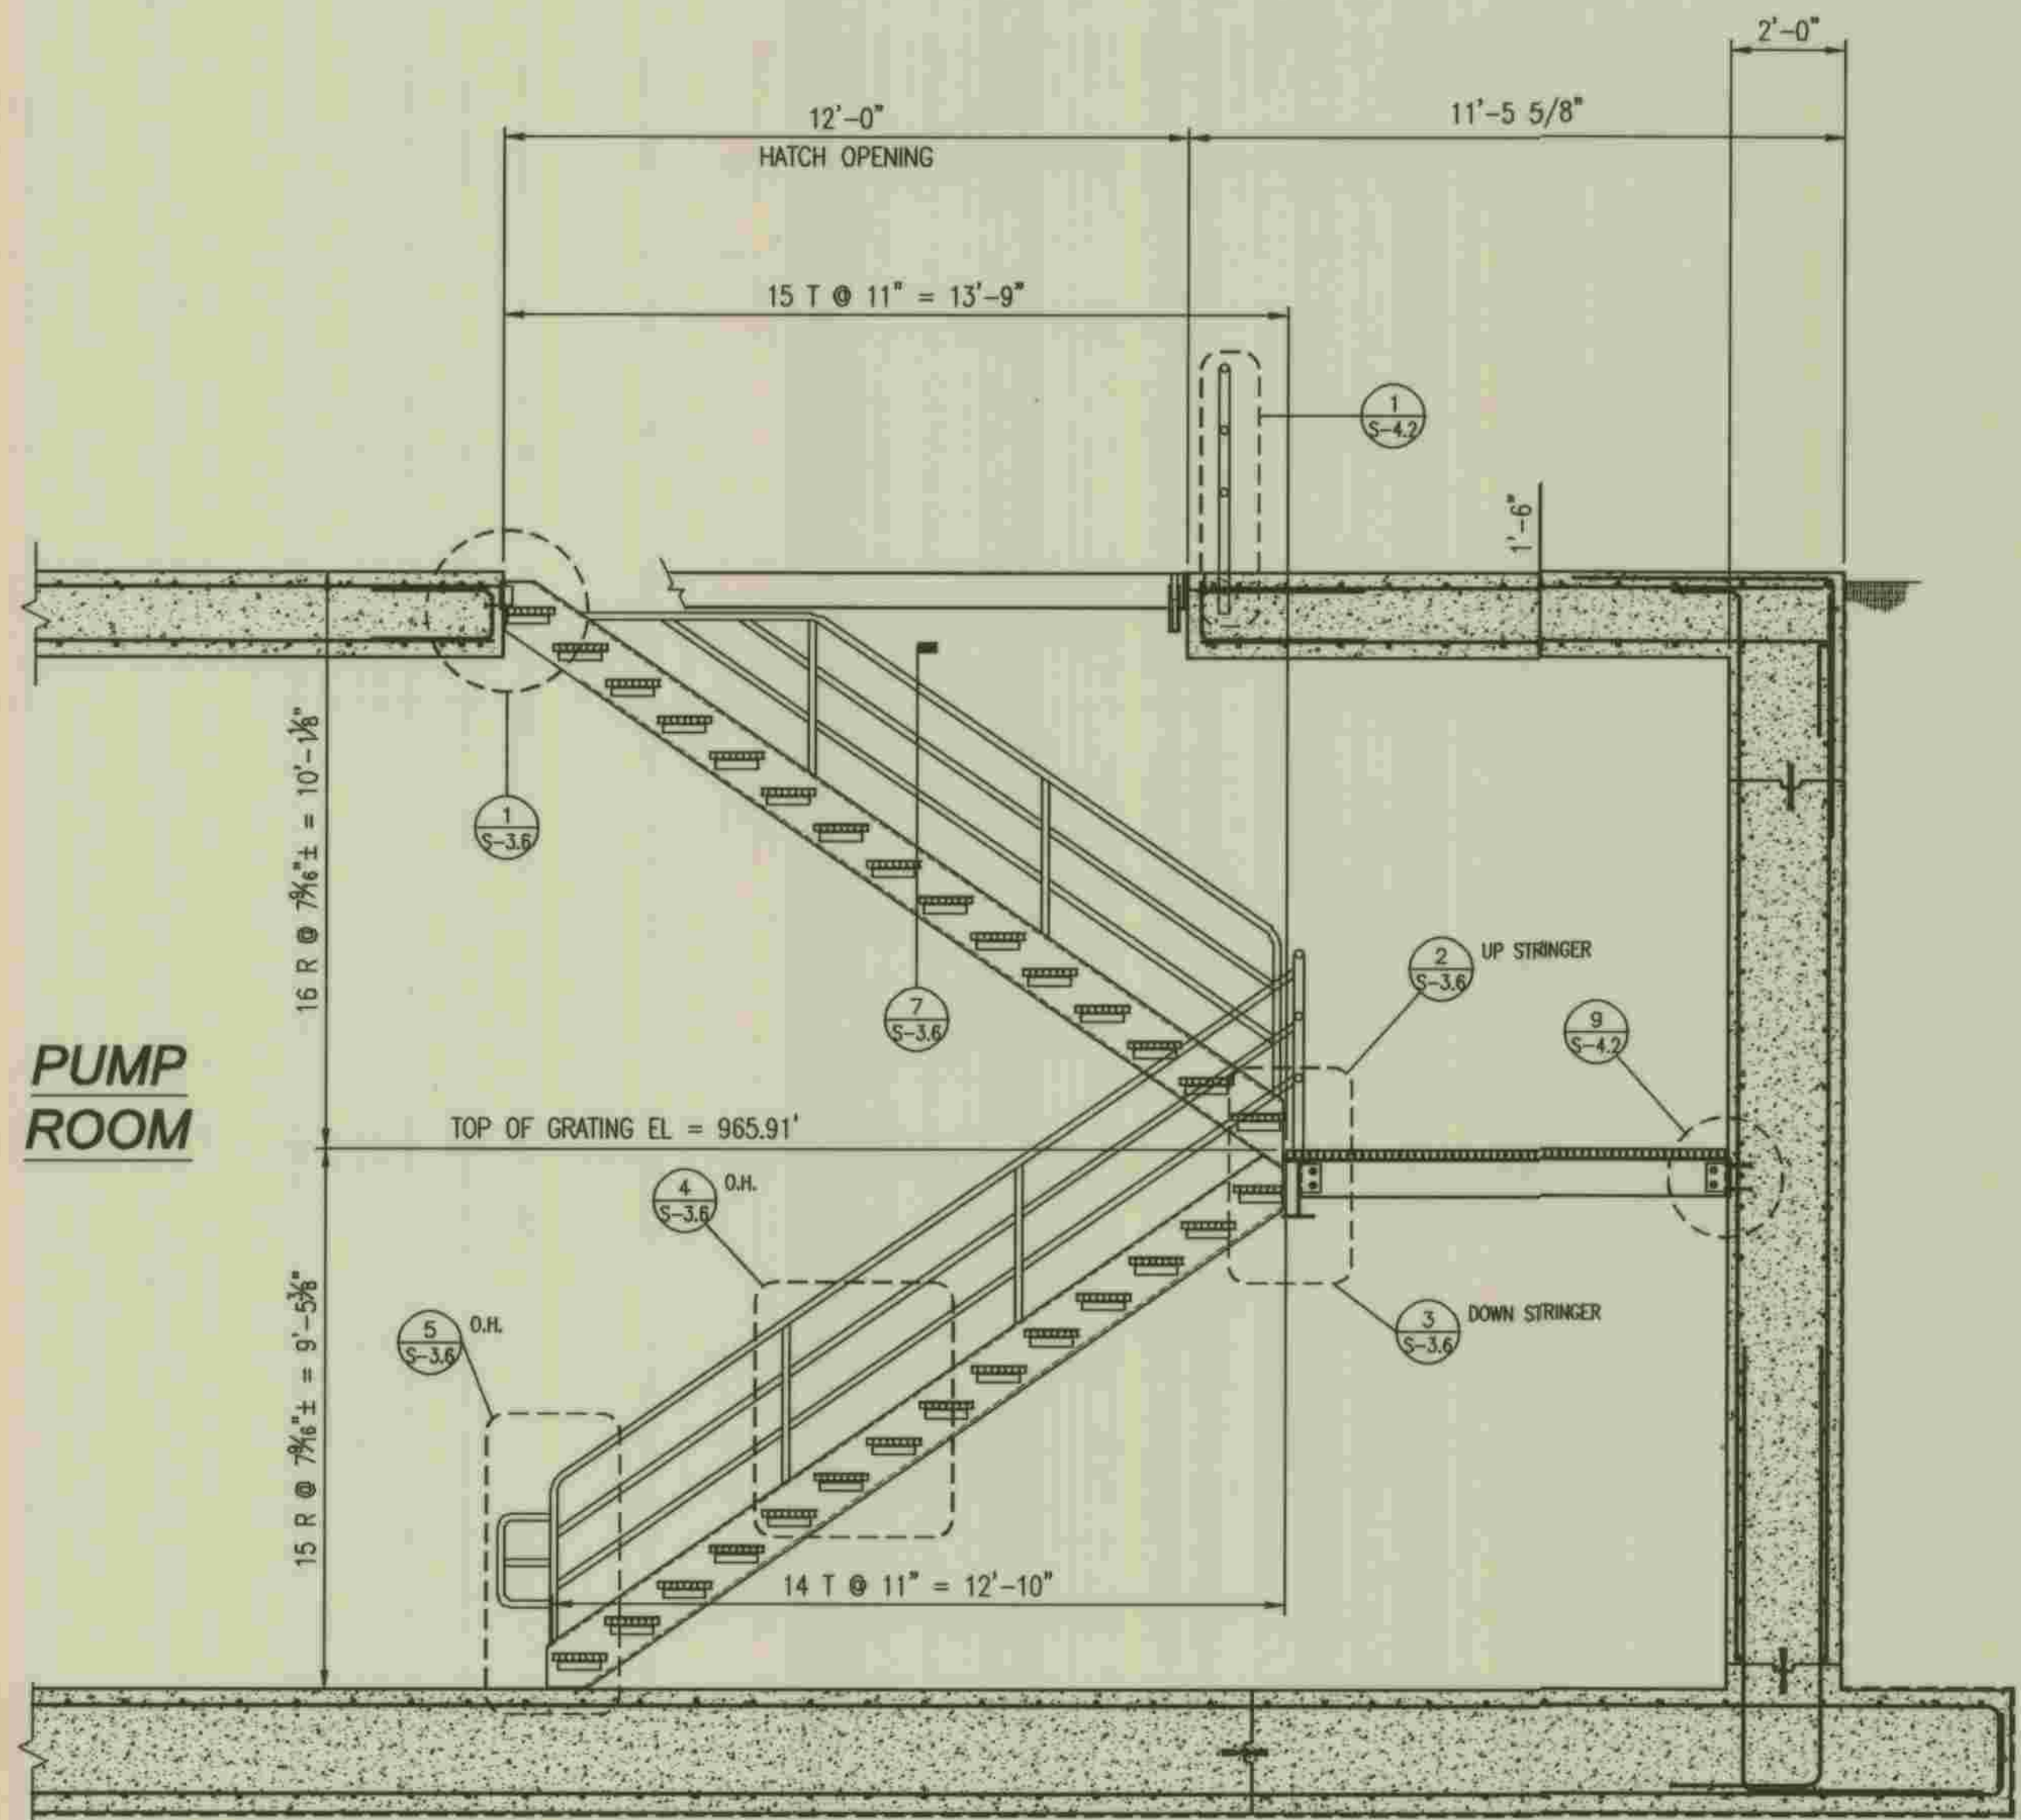 2'-0"
12'-0"
11'-5 5/8"
HATCH OPENING
15 T @ 11" = 13'-9"
1
S-4.2
1'-6"
16 R @ 7 9/16"± = 10'-1 1/8"
1
S-3.6
7
S-3.6
2
S-3.6
UP STRINGER
9
S-4.2
PUMP
ROOM
TOP OF GRATING EL = 965.91'
4
S-3.6
O.H.
5
S-3.6
O.H.
3
S-3.6
DOWN STRINGER
15 R @ 7 9/16"± = 9'-5 3/8"
14 T @ 11" = 12'-10"